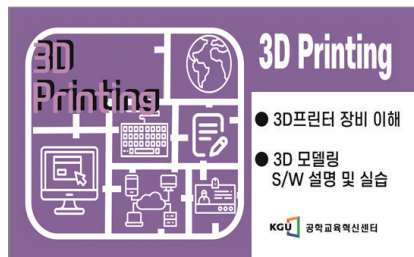 3D
Printing
3D Printing
● 3D프린터 장비 이해
● 3D 모델링
S/W 설명 및 실습
KGU 공학교육혁신센터